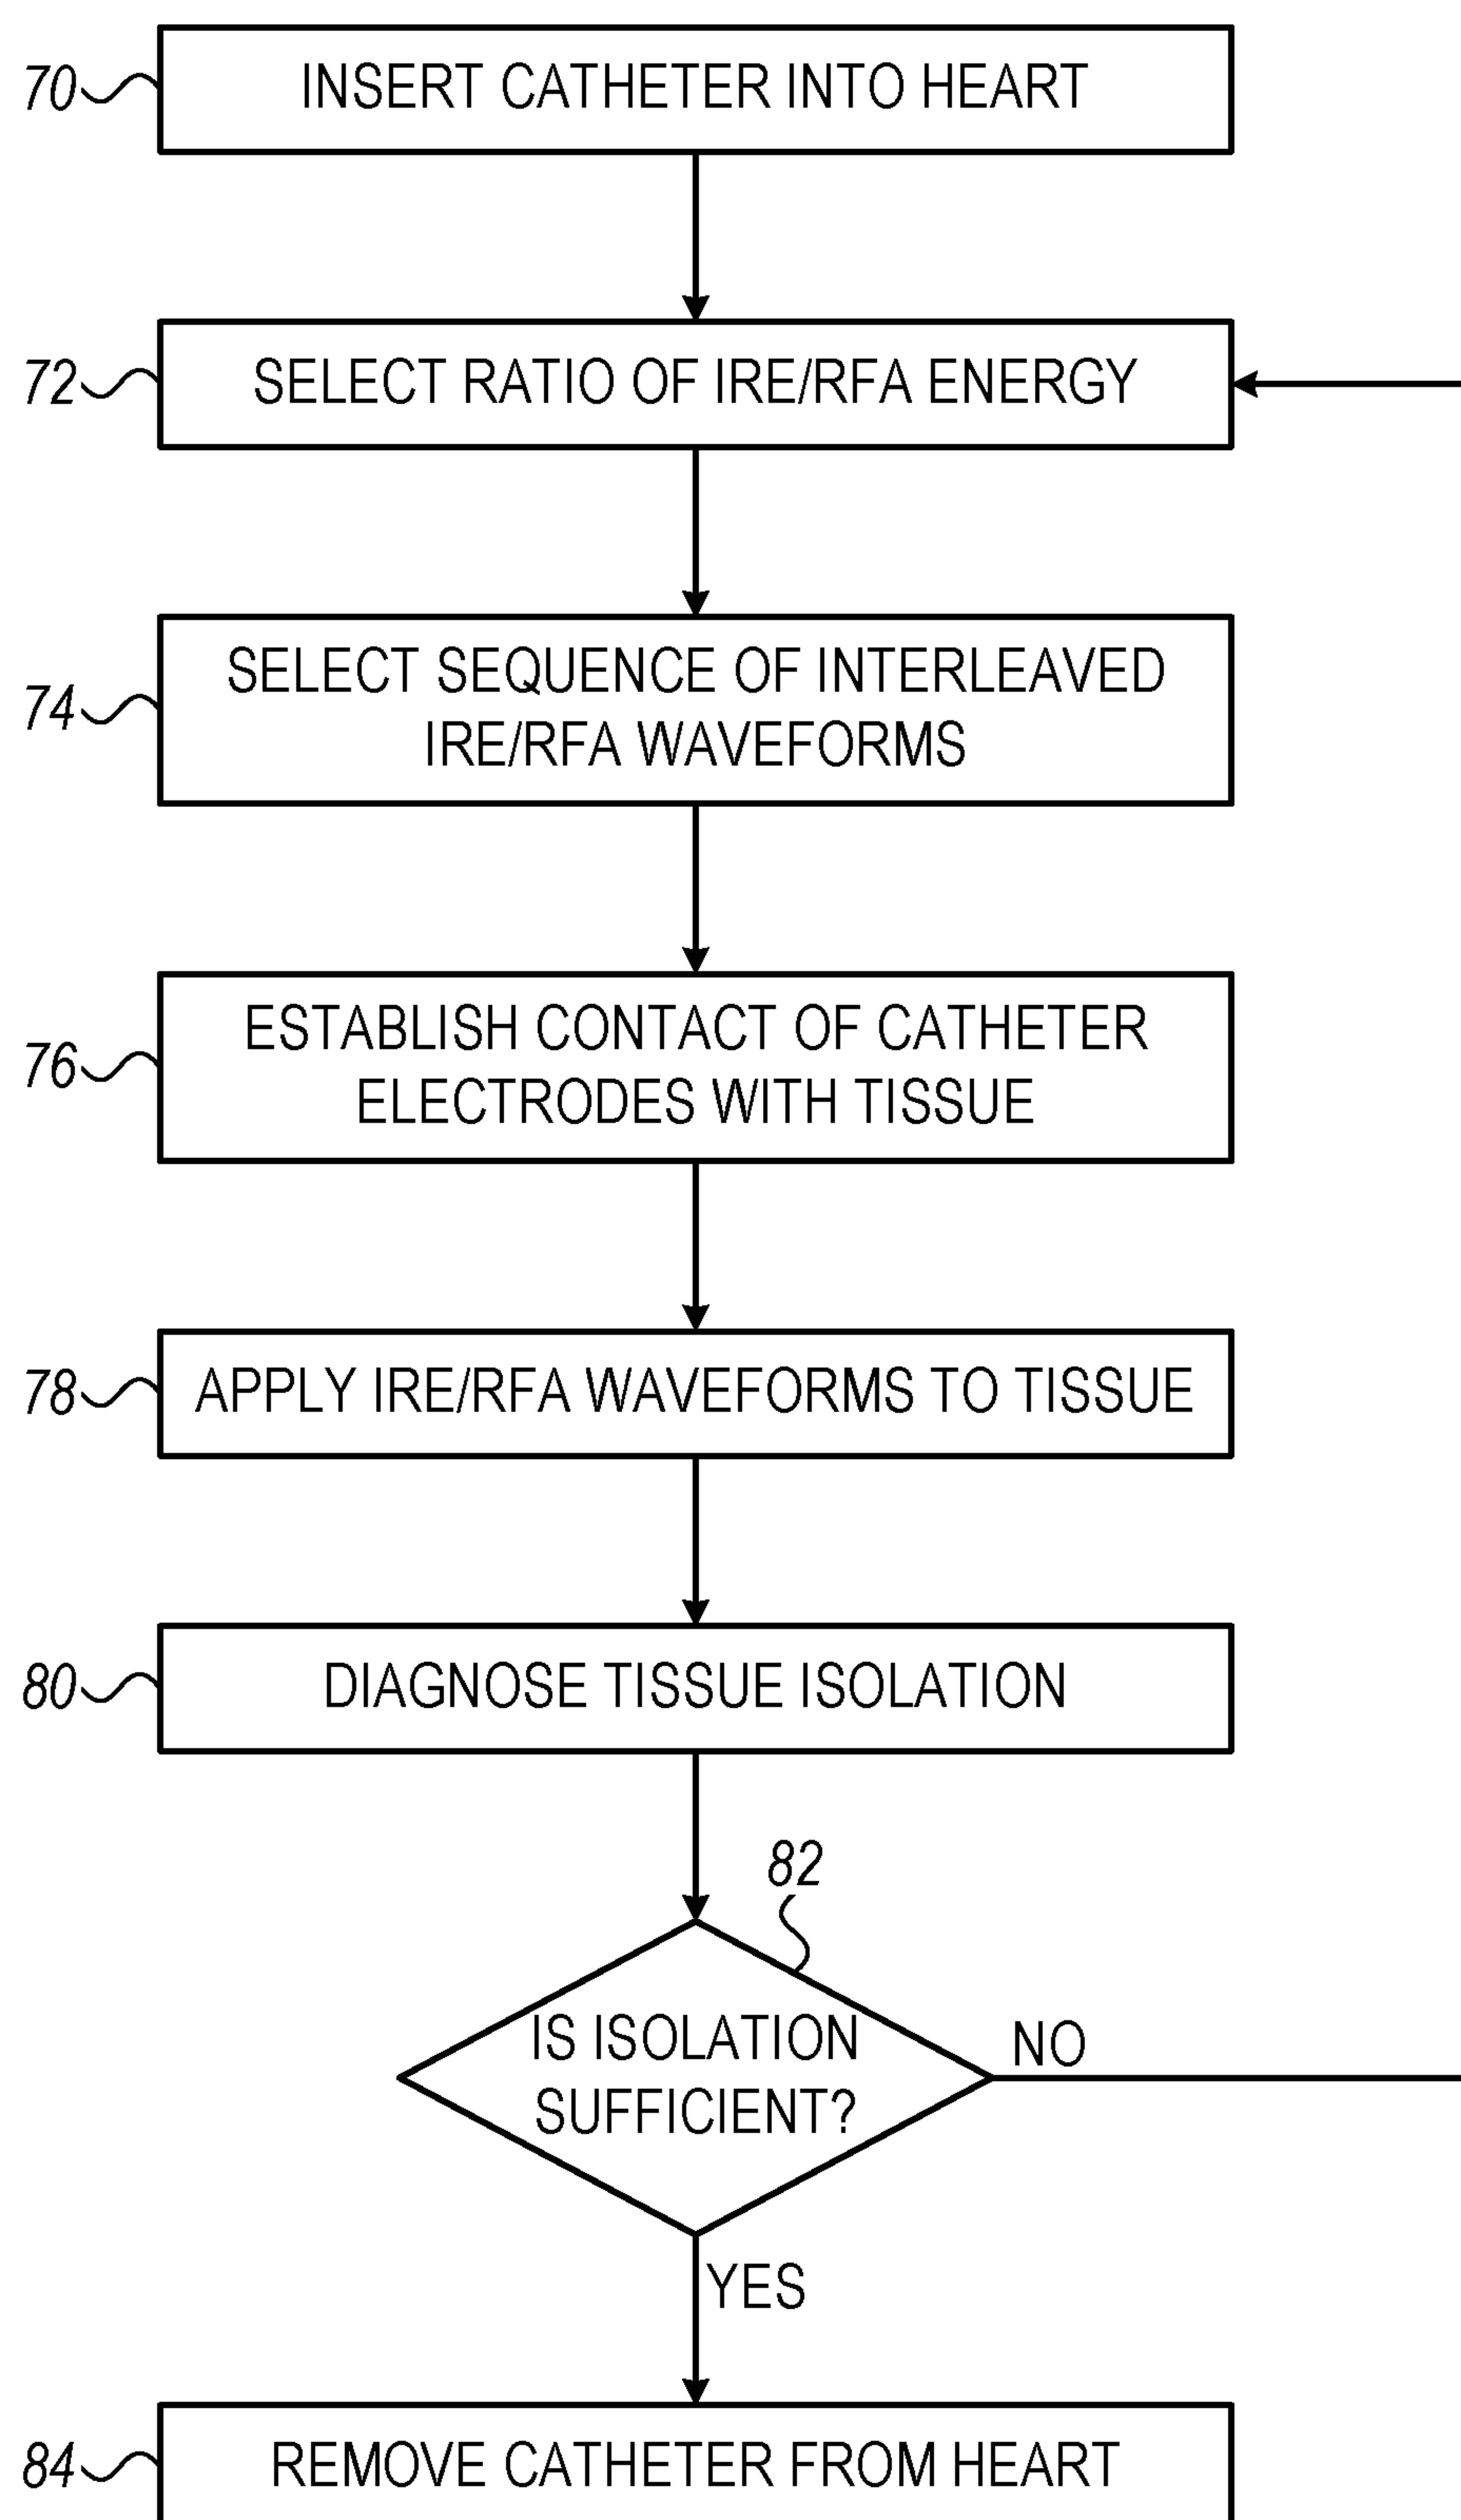 70
INSERT CATHETER INTO HEART
72
SELECT RATIO OF IRE/RFA ENERGY
74
SELECT SEQUENCE OF INTERLEAVED
IRE/RFA WAVEFORMS
76
ESTABLISH CONTACT OF CATHETER
ELECTRODES WITH TISSUE
78
APPLY IRE/RFA WAVEFORMS TO TISSUE
80
DIAGNOSE TISSUE ISOLATION
82
IS ISOLATION
SUFFICIENT?
NO
YES
84
REMOVE CATHETER FROM HEART